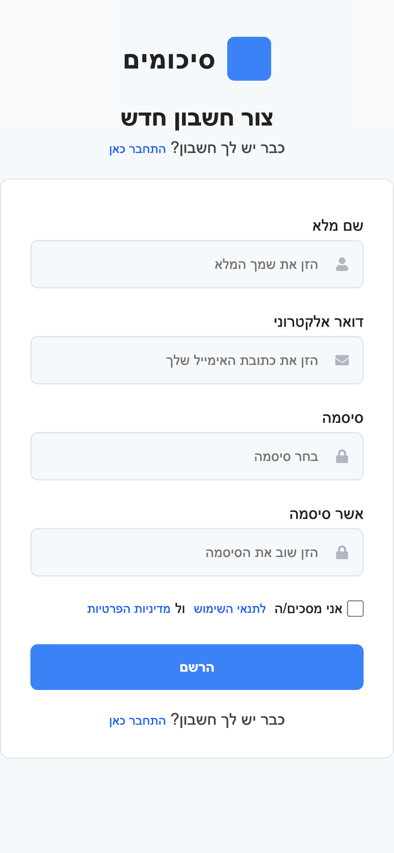 סיכומים
צור חשבון חדש
כבר יש לך חשבון? התחבר כאן
שם מלא
הזן את שמך המלא
דואר אלקטרוני
הזן את כתובת האימייל שלך
סיסמה
בחר סיסמה
אשר סיסמה
הזן שוב את הסיסמה
אני מסכים/ה לתנאי השימוש ול מדיניות הפרטיות
הרשם
כבר יש לך חשבון? התחבר כאן